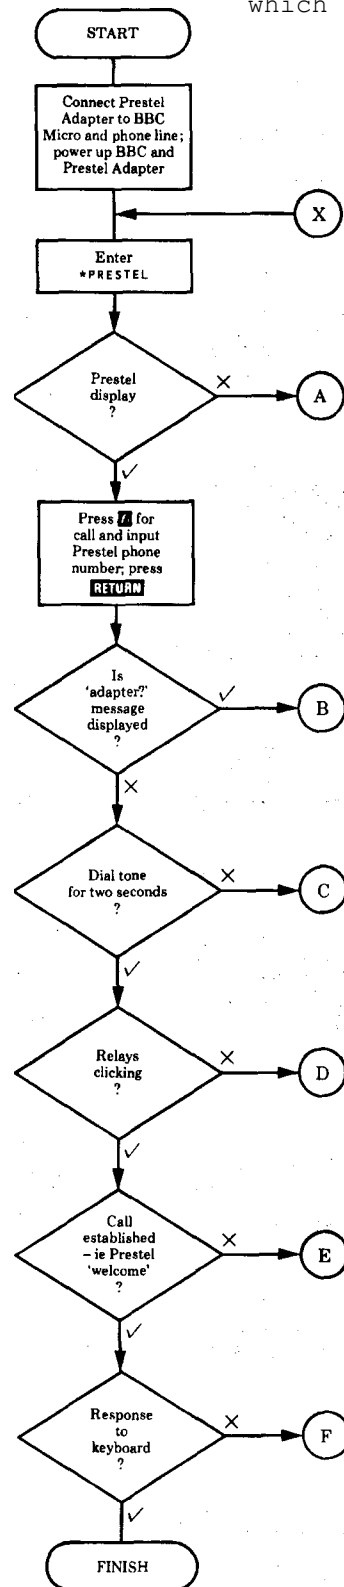 which
START
Connect Prestel
Adapter to BBC
Micro and phone line;
power up BBC and
Prestel Adapter
X
Enter
*PRESTEL
Prestel
display
?
×
A
✓
Press for
call and input
Prestel phone
number; press
RETURN
Is
'adapter?'
message
displayed
?
✓
B
×
Dial tone
for two seconds
?
×
C
✓
Relays
clicking
?
×
D
✓
Call
established
– ie Prestel
'welcome'
?
×
E
✓
Response
to
keyboard
?
×
F
✓
FINISH